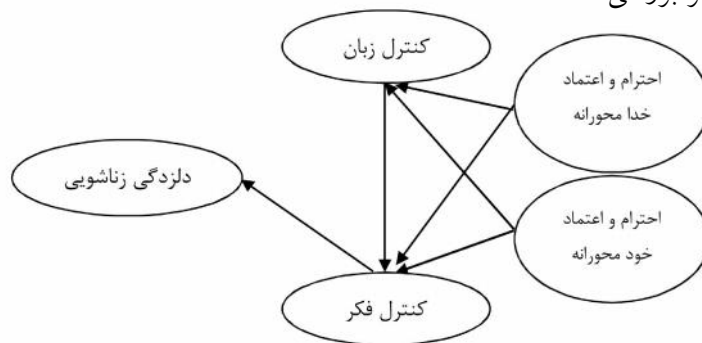 کنترل زبان
احترام و اعتماد
خدا محورانه
دلزدگی زناشویی
احترام و اعتماد
خود محورانه
کنترل فکر